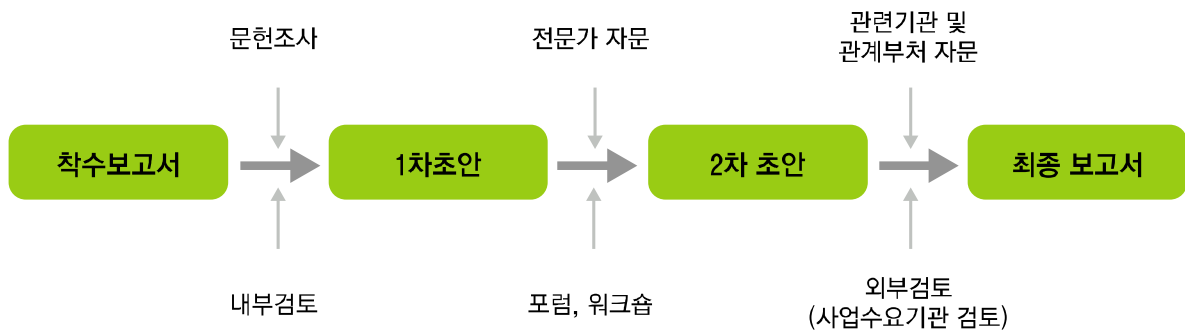 문헌조사
전문가 자문
관련기관 및
관계부처 자문
착수보고서
1차초안
2차 초안
최종 보고서
내부검토
포럼, 워크숍
외부검토
(사업수요기관 검토)